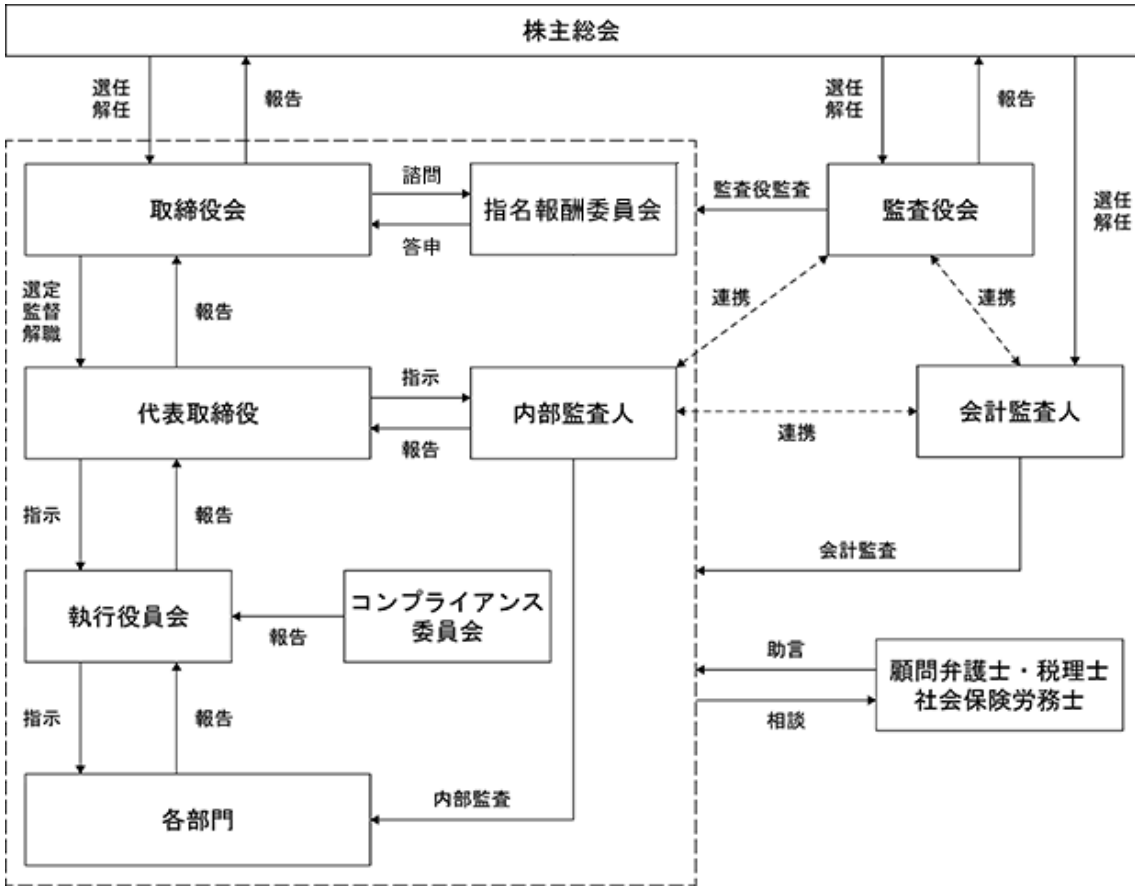 株主総会
選任
解任
報告
選任
解任
報告
選任
解任
取締役会
諮問
答申
指名報酬委員会
監査役監査
監査役会
選定
監督
解職
報告
連携
連携
代表取締役
指示
報告
内部監査人
連携
会計監査人
指示
報告
会計監査
執行役員会
報告
コンプライアンス
委員会
助言
相談
顧問弁護士・税理士
社会保険労務士
指示
報告
内部監査
各部門